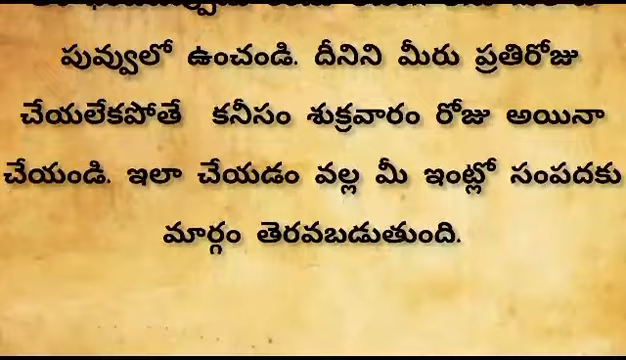 పువ్వులో ఉంచండి. దీనిని మీరు ప్రతిరోజు
చేయలేకపోతే కనీసం శుక్రవారం రోజు అయినా
చేయండి. ఇలా చేయడం వల్ల మీ ఇంట్లో సంపదకు
మార్గం తెరవబడుతుంది.